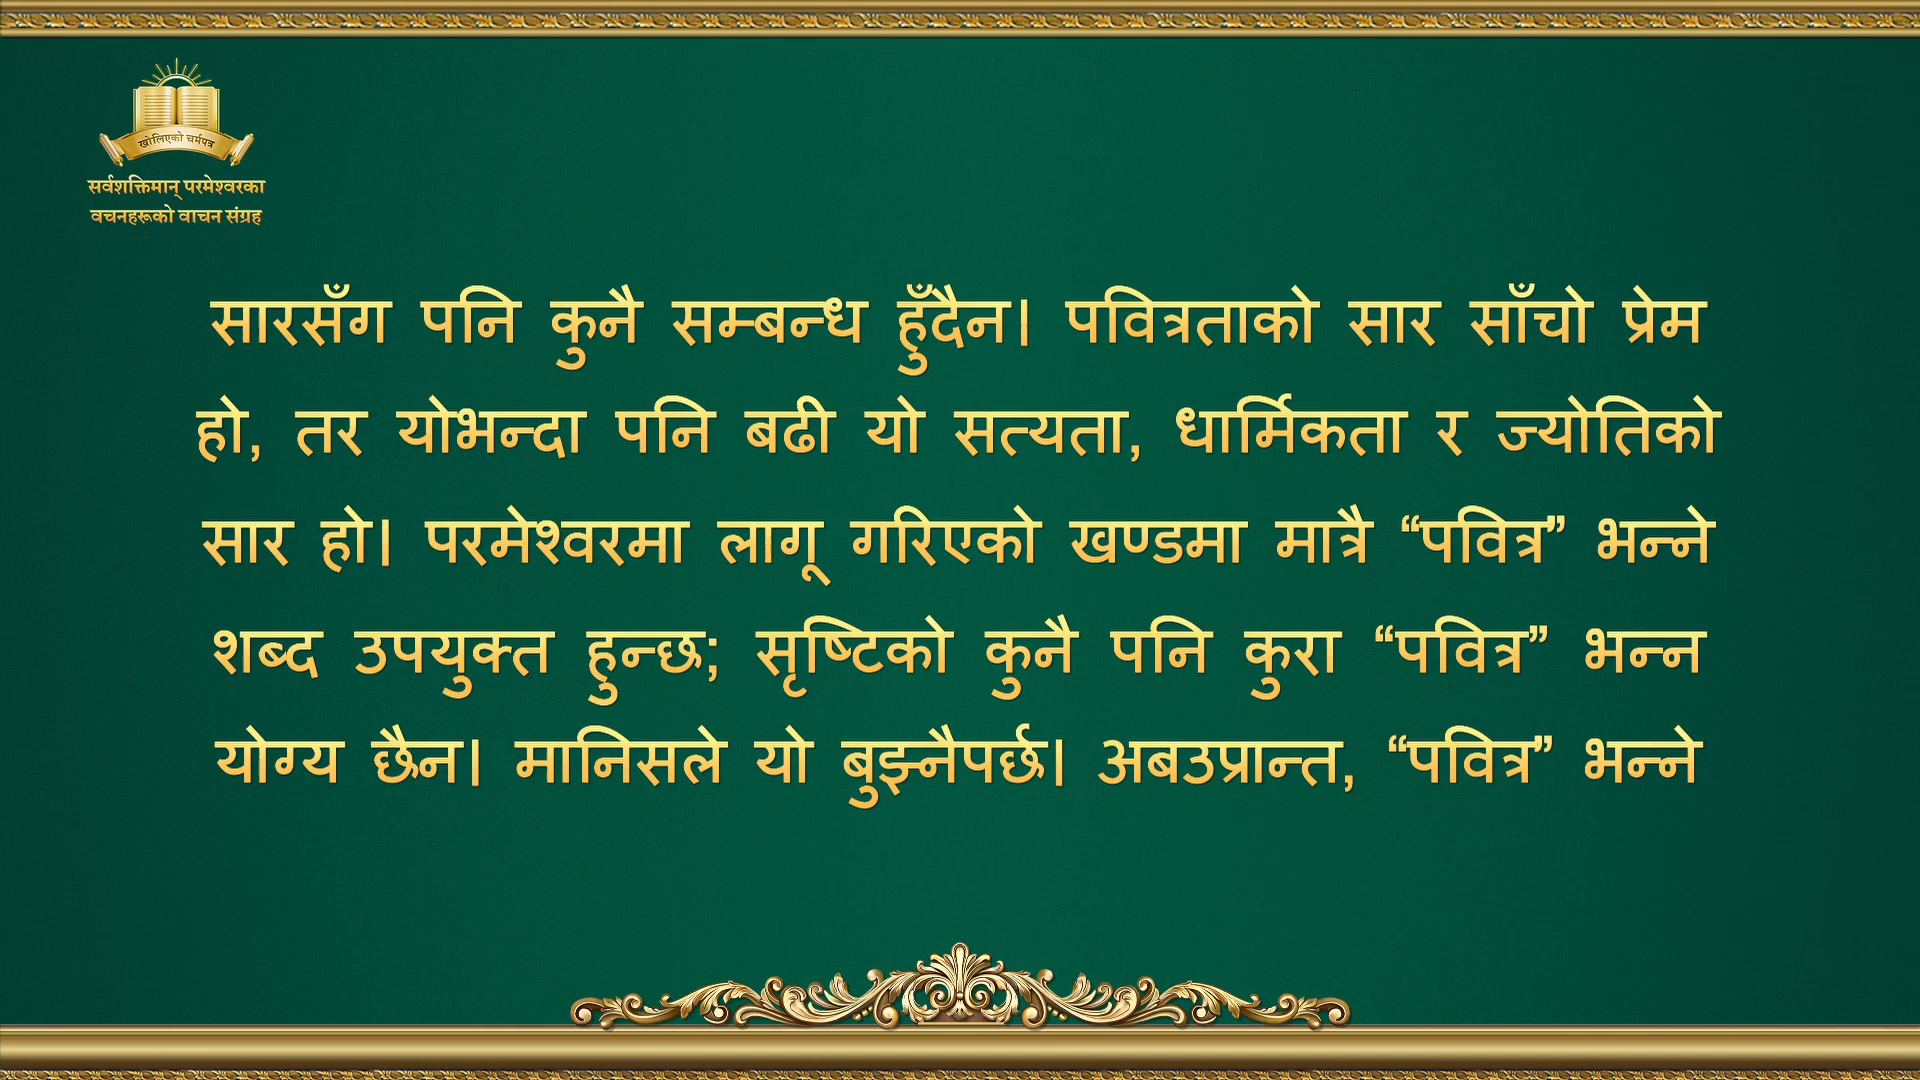 खोलिएको चर्मपत्र
सर्वशक्तिमान् परमेश्वरका
वचनहरूको वाचन संग्रह
सारसँग पनि कुनै सम्बन्ध हुँदैन। पवित्रताको सार साँचो प्रेम
हो, तर योभन्दा पनि बढी यो सत्यता, धार्मिकता र ज्योतिको
सार हो। परमेश्वरमा लागू गरिएको खण्डमा मात्रै “पवित्र” भन्ने
शब्द उपयुक्त हुन्छ; सृष्टिको कुनै पनि कुरा “पवित्र” भन्न
योग्य छैन। मानिसले यो बुझ्नैपर्छ। अबउप्रान्त, “पवित्र” भन्ने